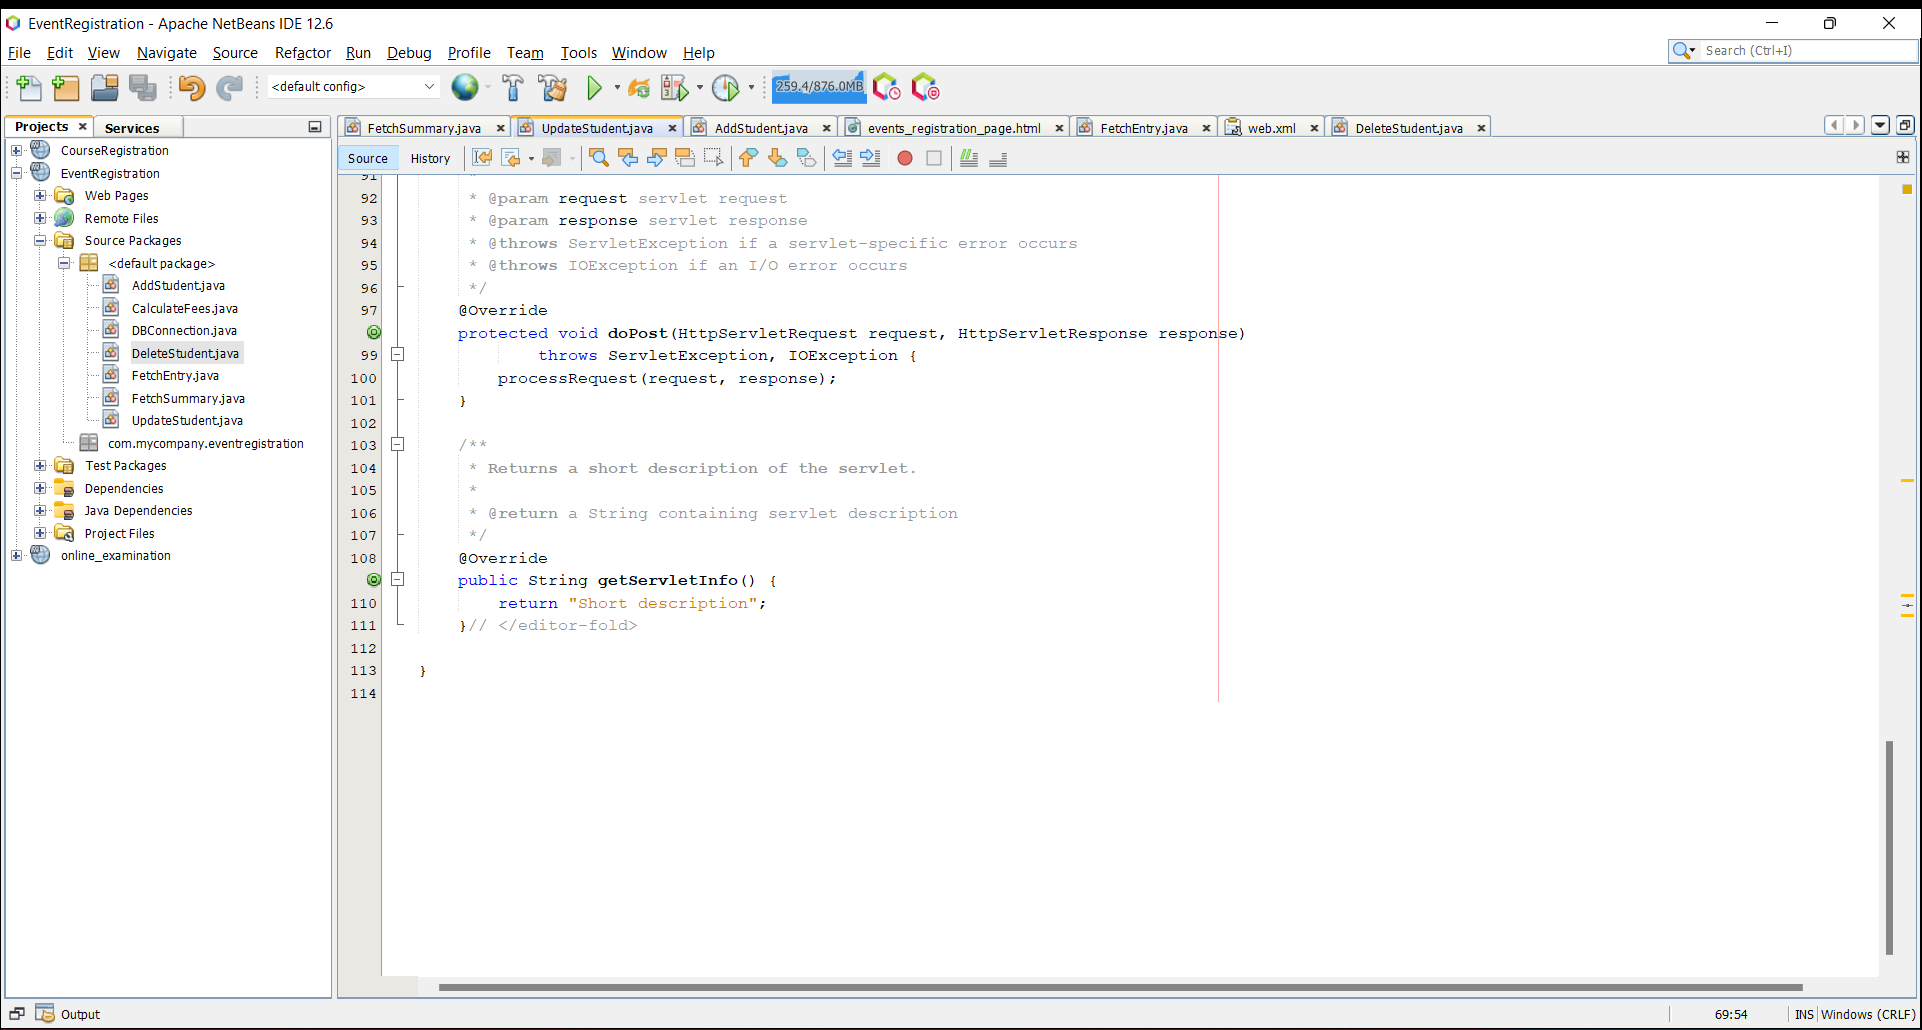 EventRegistration - Apache NetBeans IDE 12.6
File Edit View Navigate Source Refactor Run Debug Profile Team Tools Window Help
Search (Ctrl+I)
<default config>
259.4/876.0MB
Projects
Services
CourseRegistration
EventRegistration
Web Pages
Remote Files
Source Packages
<default package>
AddStudent.java
CalculateFees.java
DBConnection.java
DeleteStudent.java
FetchEntry.java
FetchSummary.java
UpdateStudent.java
com.mycompany.eventregistration
Test Packages
Dependencies
Java Dependencies
Project Files
online_examination
FetchSummary.java UpdateStudent.java AddStudent.java events_registration_page.html FetchEntry.java web.xml DeleteStudent.java
Source History
91
92 * @param request servlet request
93 * @param response servlet response
94 * @throws ServletException if a servlet-specific error occurs
95 * @throws IOException if an I/O error occurs
96 */
97 @Override
protected void doPost(HttpServletRequest request, HttpServletResponse response)
99 throws ServletException, IOException {
100 processRequest(request, response);
101 }
102
103 /**
104 * Returns a short description of the servlet.
105 *
106 * @return a String containing servlet description
107 */
108 @Override
public String getServletInfo() {
110 return "Short description";
111 }// </editor-fold>
112
113 }
114
Output
69:54 INS Windows (CRLF)